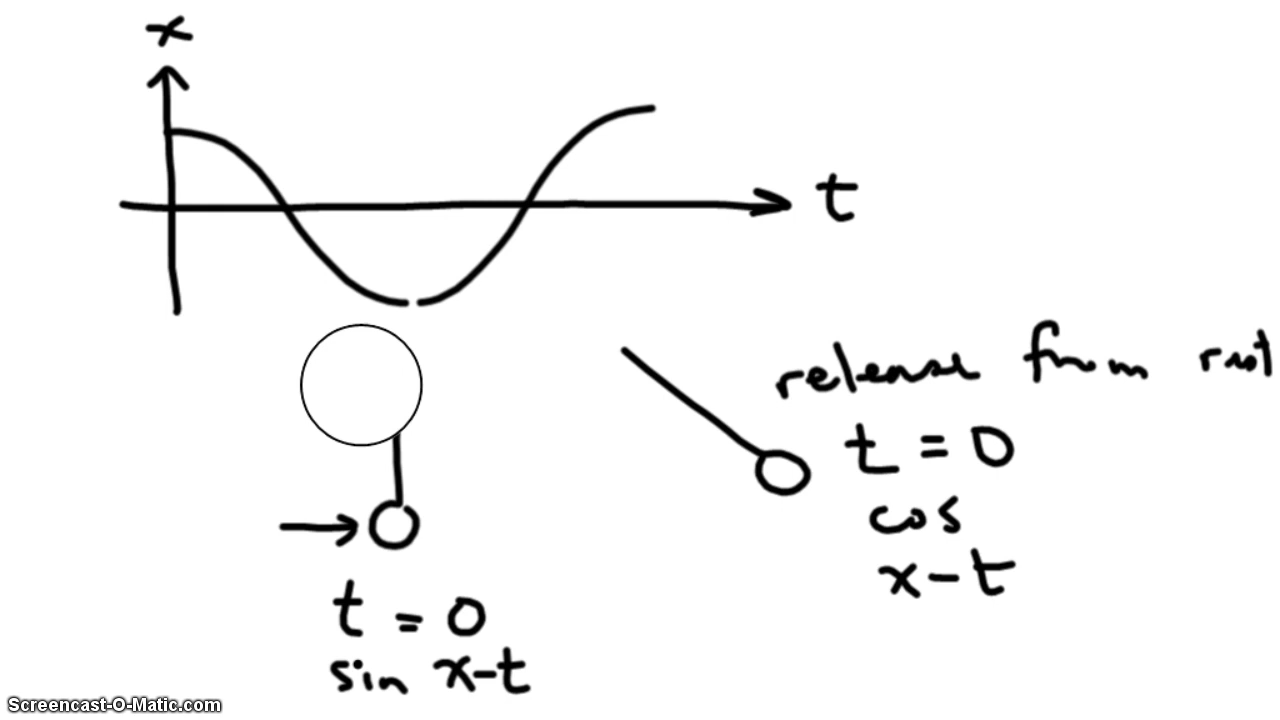 x
t
release from rest
t = 0
cos
x-t
t = 0
sin x-t
Screencast-O-Matic.com